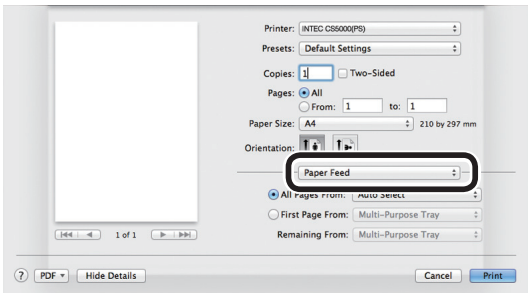 Printer: INTEC CS5000(PS)
Presets: Default Settings
Copies: 1 Two-Sided
Pages: All
From: 1 to: 1
Paper Size: A4 210 by 297 mm
Orientation:
Paper Feed
All Pages From: Auto Select
First Page From: Multi-Purpose Tray
1 of 1 Remaining From: Multi-Purpose Tray
? PDF Hide Details Cancel Print